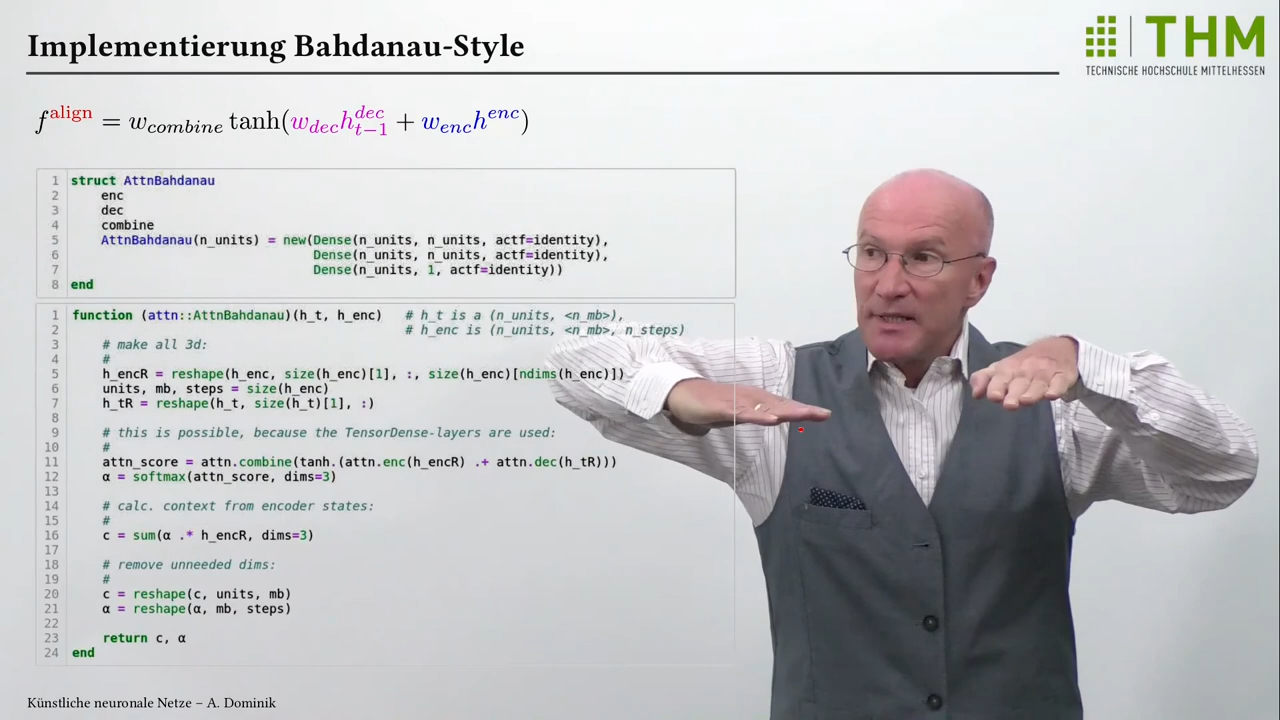 Implementierung Bahdanau-Style
THM
TECHNISCHE HOCHSCHULE MITTELHESSEN
f^align = w_combine tanh(w_dec h_{t−1}^{dec} + w_enc h^{enc})
1 struct AttnBahdanau
2     enc
3     dec
4     combine
5     AttnBahdanau(n_units) = new(Dense(n_units, n_units, actf=identity),
6                                 Dense(n_units, n_units, actf=identity),
7                                 Dense(n_units, 1, actf=identity))
8 end
1 function (attn::AttnBahdanau)(h_t, h_enc)   # h_t is a (n_units, <n_mb>),
2                                             # h_enc is (n_units, <n_mb>, n_steps)
3     # make all 3d:
4     #
5     h_encR = reshape(h_enc, size(h_enc)[1], :, size(h_enc)[ndims(h_enc)])
6     units, mb, steps = size(h_enc)
7     h_tR = reshape(h_t, size(h_t)[1], :)
8
9     # this is possible, because the TensorDense-layers are used:
10     #
11     attn_score = attn.combine(tanh.(attn.enc(h_encR) .+ attn.dec(h_tR)))
12     α = softmax(attn_score, dims=3)
13
14     # calc. context from encoder states:
15     #
16     c = sum(α .* h_encR, dims=3)
17
18     # remove unneeded dims:
19     #
20     c = reshape(c, units, mb)
21     α = reshape(α, mb, steps)
22
23     return c, α
24 end
Künstliche neuronale Netze – A. Dominik